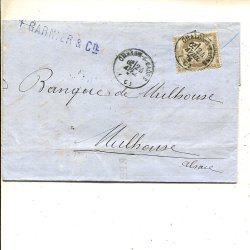 GARNIER & Cie
Banque de Mulhouse
Mulhouse
Alsace